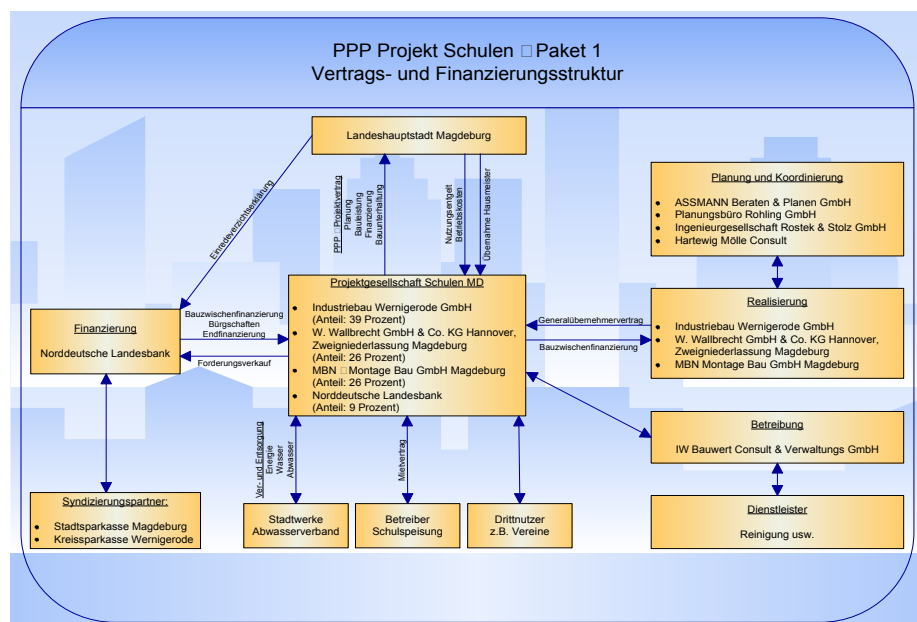 PPP Projekt Schulen □ Paket 1
Vertrags- und Finanzierungsstruktur
Landeshauptstadt Magdeburg
Einredeverzichtserklärung
PPP □ Projektvertrag
Planung
Bauleistung
Finanzierung
Bauunterhaltung
Nutzungsentgelt
Betriebskosten
Übernahme Hausmeister
Planung und Koordinierung
• ASSMANN Beraten & Planen GmbH
• Planungsbüro Rohling GmbH
• Ingenieurgesellschaft Rostek & Stolz GmbH
• Hartewig Mölle Consult
Finanzierung
Norddeutsche Landesbank
Bauzwischenfinanzierung
Bürgschaften
Endfinanzierung
Forderungsverkauf
Projektgesellschaft Schulen MD
• Industriebau Wernigerode GmbH
(Anteil: 39 Prozent)
• W. Wallbrecht GmbH & Co. KG Hannover,
Zweigniederlassung Magdeburg
(Anteil: 26 Prozent)
• MBN □ Montage Bau GmbH Magdeburg
(Anteil: 26 Prozent)
• Norddeutsche Landesbank
(Anteil: 9 Prozent)
Generalübernehmervertrag
Bauzwischenfinanzierung
Realisierung
• Industriebau Wernigerode GmbH
• W. Wallbrecht GmbH & Co. KG Hannover,
Zweigniederlassung Magdeburg
• MBN Montage Bau GmbH Magdeburg
Betreibung
IW Bauwert Consult & Verwaltungs GmbH
Ver- und Entsorgung
Energie
Wasser
Abwasser
Mietvertrag
Syndizierungspartner:
• Stadtsparkasse Magdeburg
• Kreissparkasse Wernigerode
Stadtwerke
Abwasserverband
Betreiber
Schulspeisung
Drittnutzer
z.B. Vereine
Dienstleister
Reinigung usw.